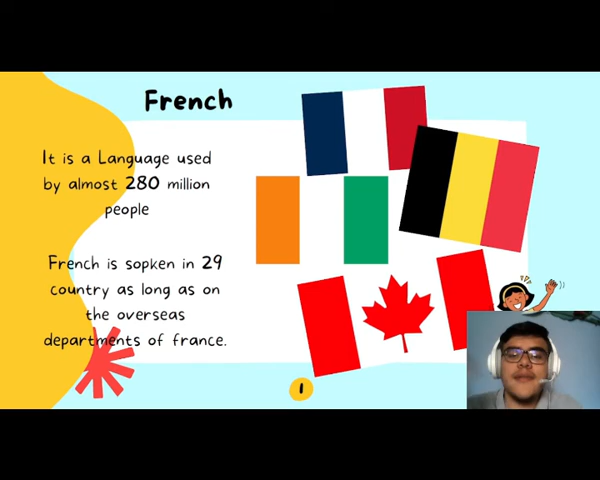 French
It is a Language used
by almost 280 million
people
French is sopken in 29
country as long as on
the overseas
departments of france.
1